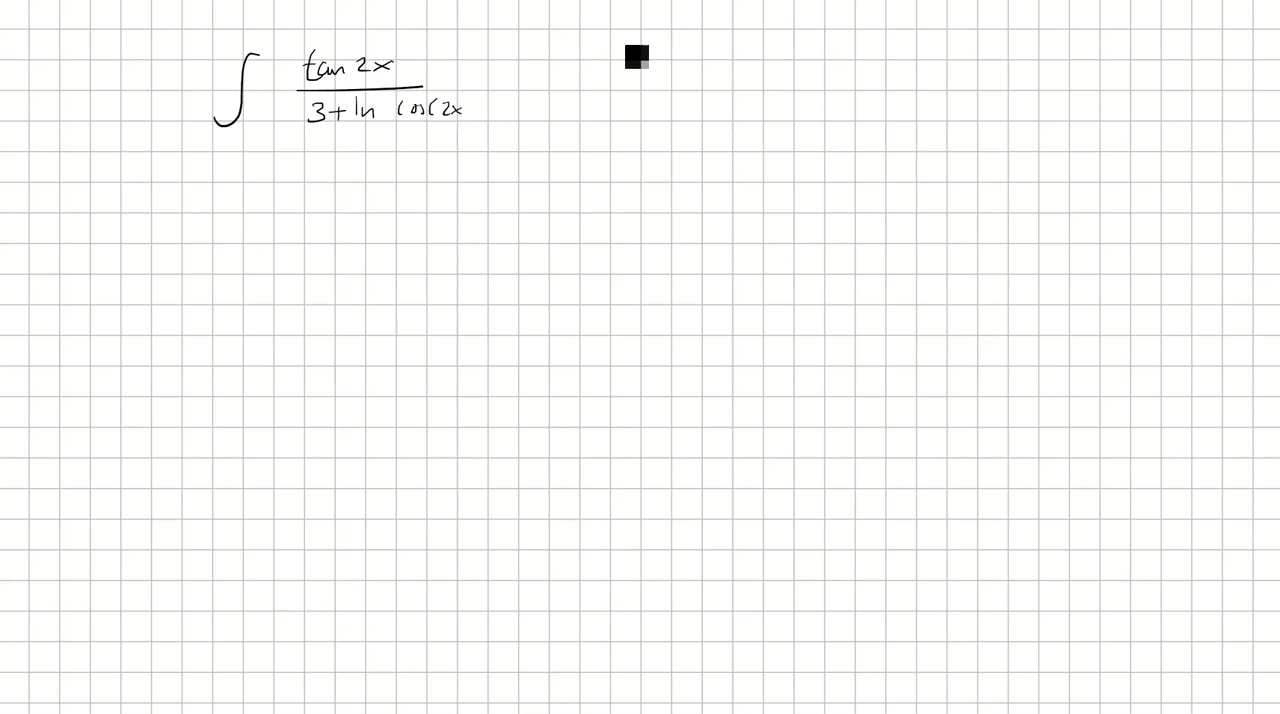 ∫ tan 2x
3+ln cos(2x